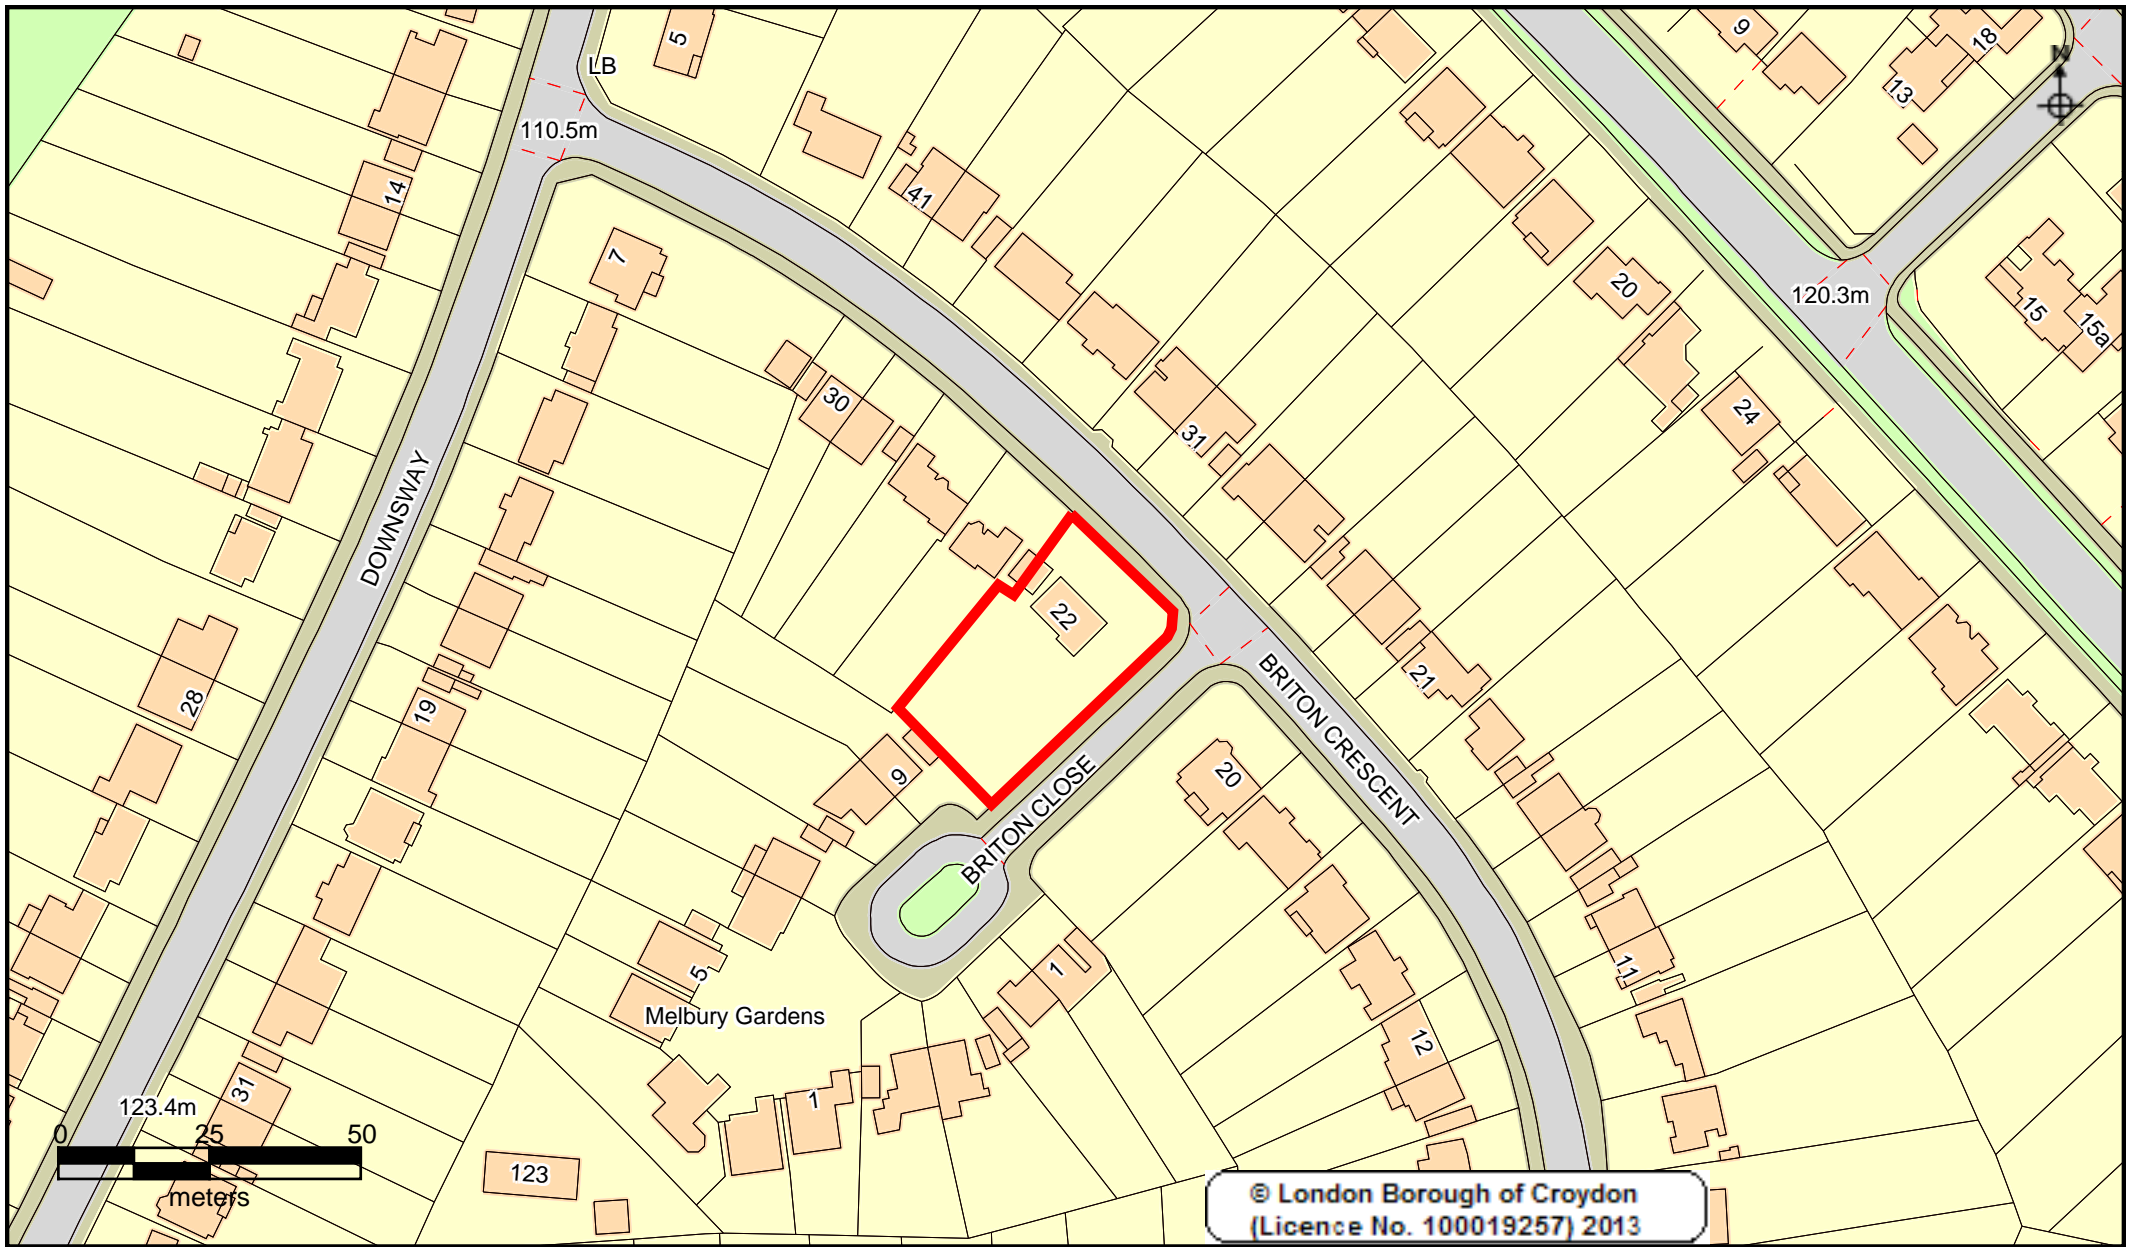 5
LB
9
18
13
N
110.5m
14
41
7
20
120.3m
15
15a
30
31
24
DOWNSWAY
22
21
28
19
BRITON CRESCENT
9
20
BRITON CLOSE
5
1
11
Melbury Gardens
12
31
1
123.4m
0 25 50
meters
123
© London Borough of Croydon
(Licence No. 100019257) 2013